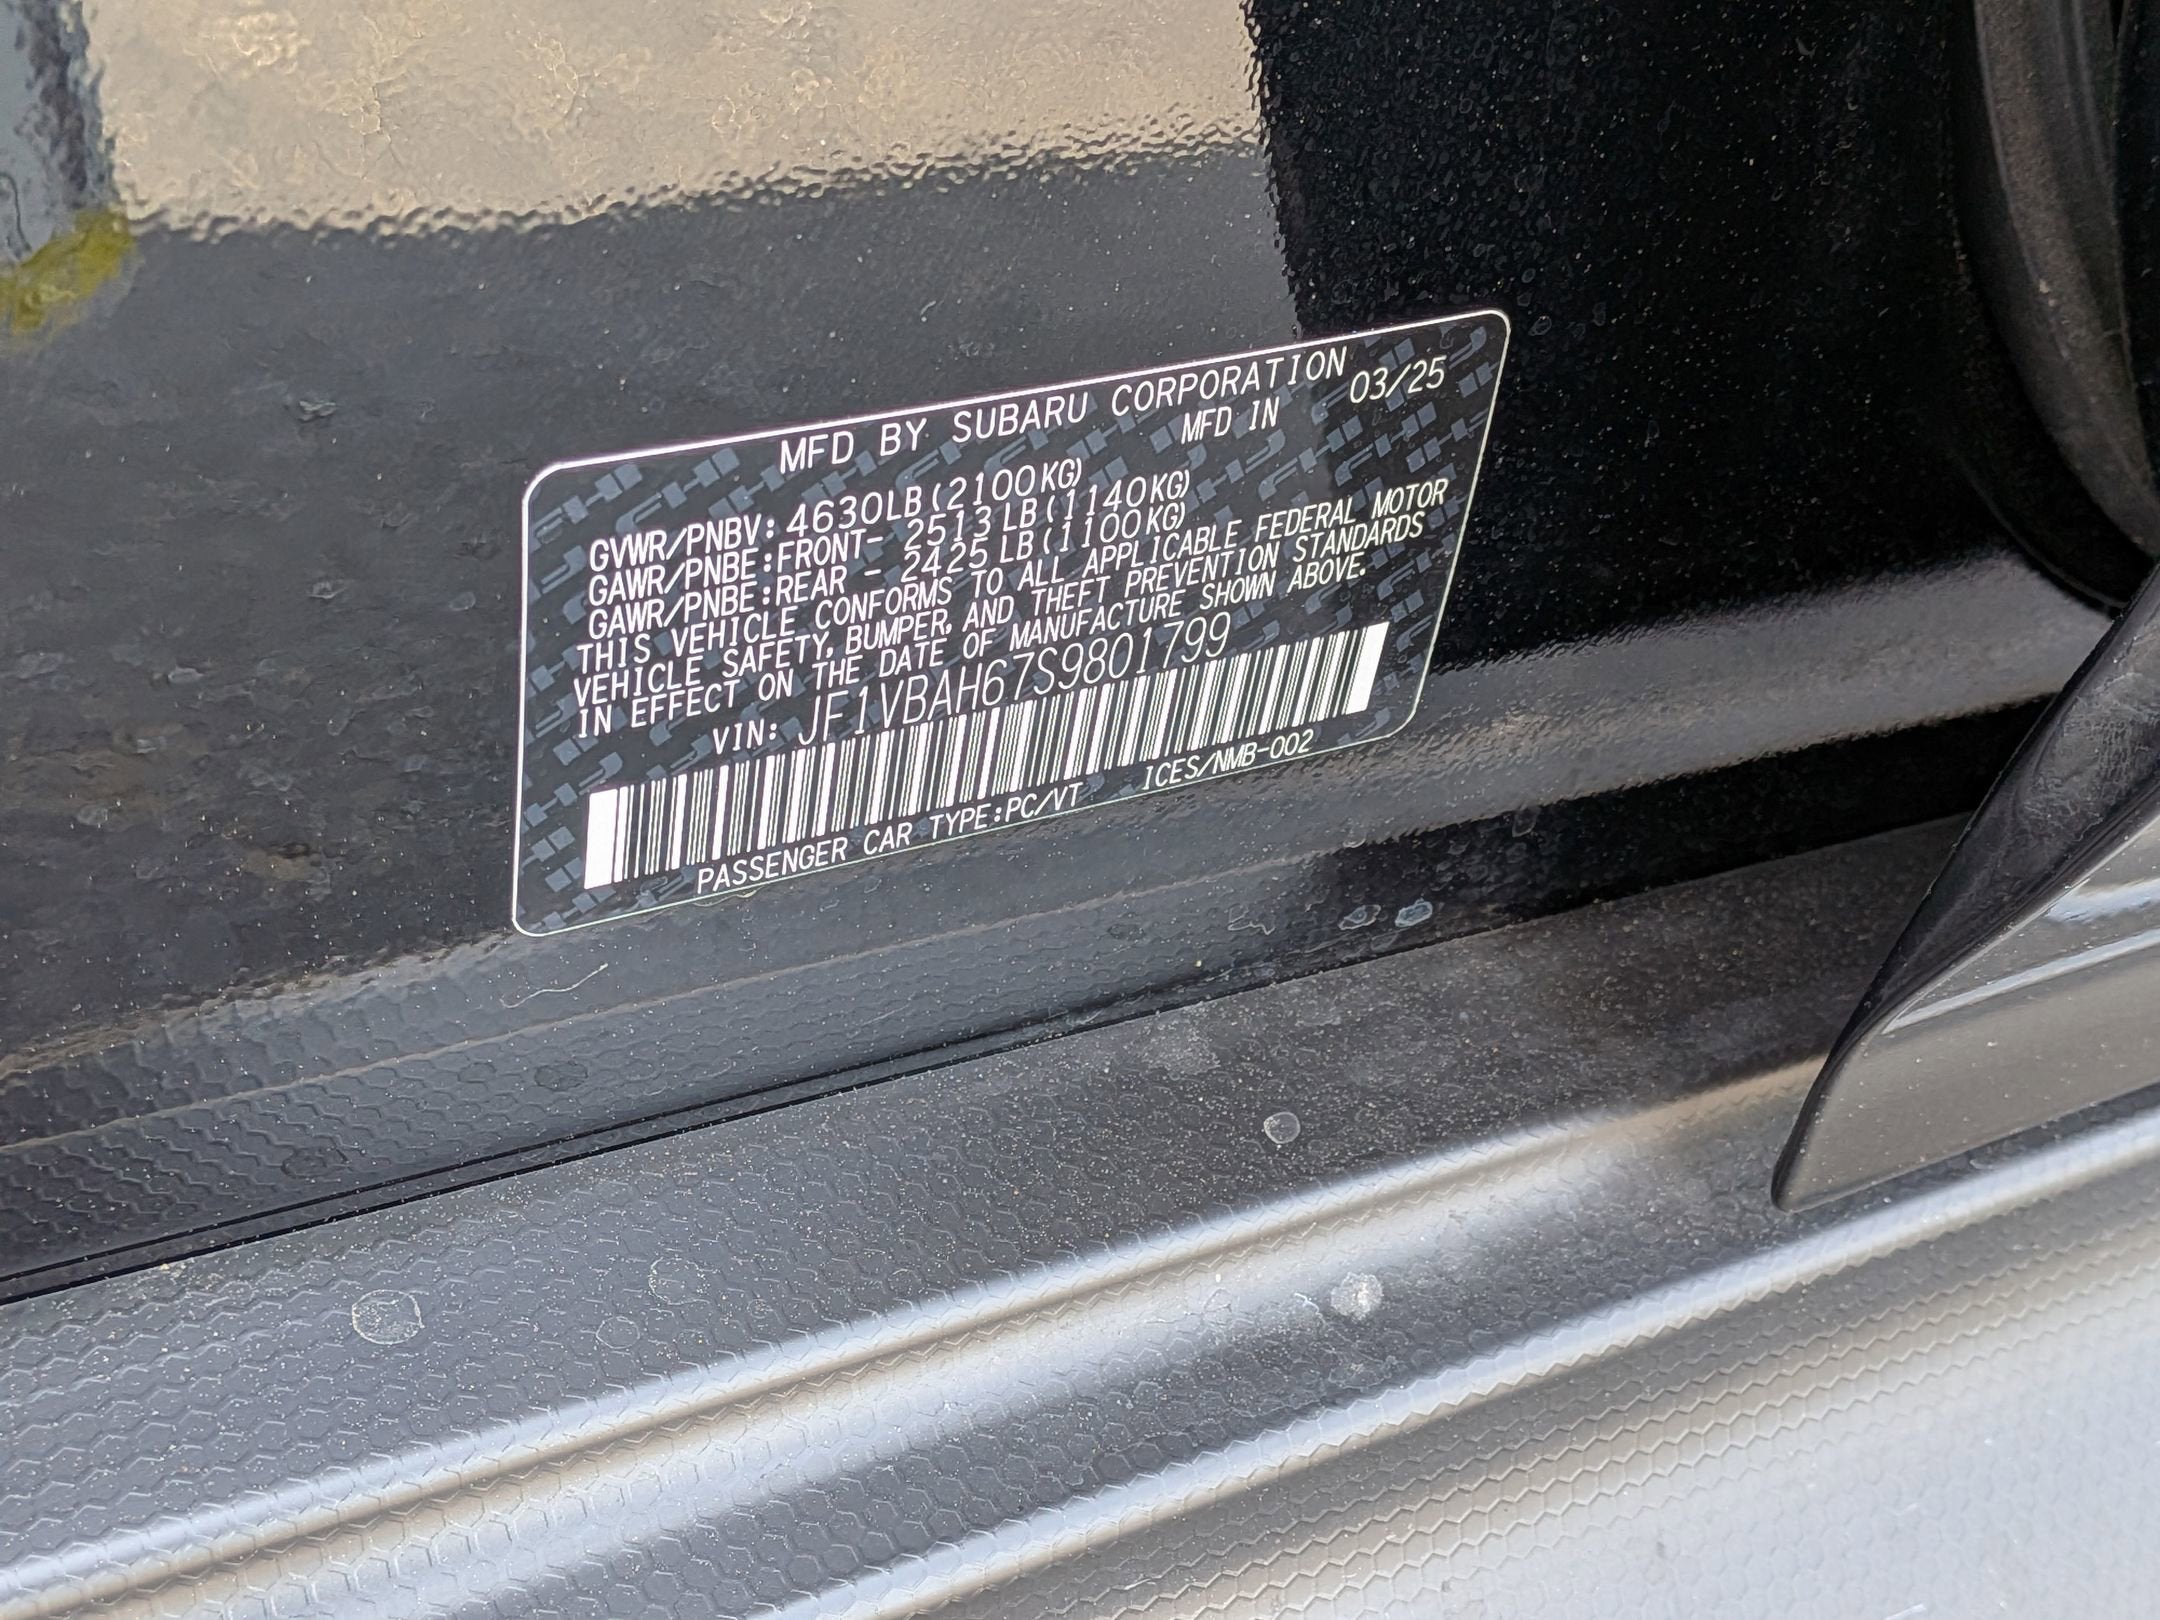 MFD BY SUBARU CORPORATION
MFD IN 03/25
GVWR/PNBV: 4630LB(2100KG)
GAWR/PNBE:FRONT- 2513LB(1140KG)
GAWR/PNBE:REAR - 2425LB(1100KG)
THIS VEHICLE CONFORMS TO ALL APPLICABLE FEDERAL MOTOR
VEHICLE SAFETY, BUMPER, AND THEFT PREVENTION STANDARDS
IN EFFECT ON THE DATE OF MANUFACTURE SHOWN ABOVE.
VIN: JF1VBAH67S9801799
PASSENGER CAR TYPE:PC/VT ICES/NMB-002